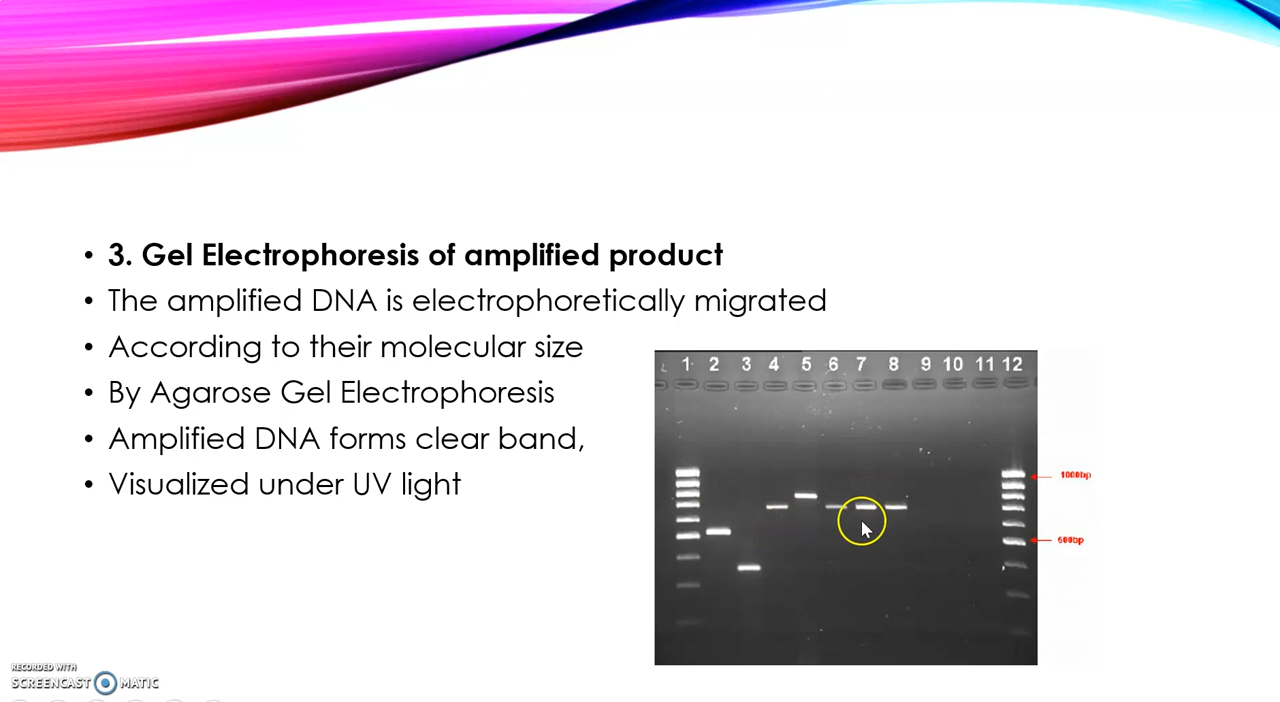 • 3. Gel Electrophoresis of amplified product
• The amplified DNA is electrophoretically migrated
• According to their molecular size
• By Agarose Gel Electrophoresis
• Amplified DNA forms clear band,
• Visualized under UV light
1 2 3 4 5 6 7 8 9 10 11 12
1000bp
500bp
RECORDED WITH
SCREENCAST MATIC